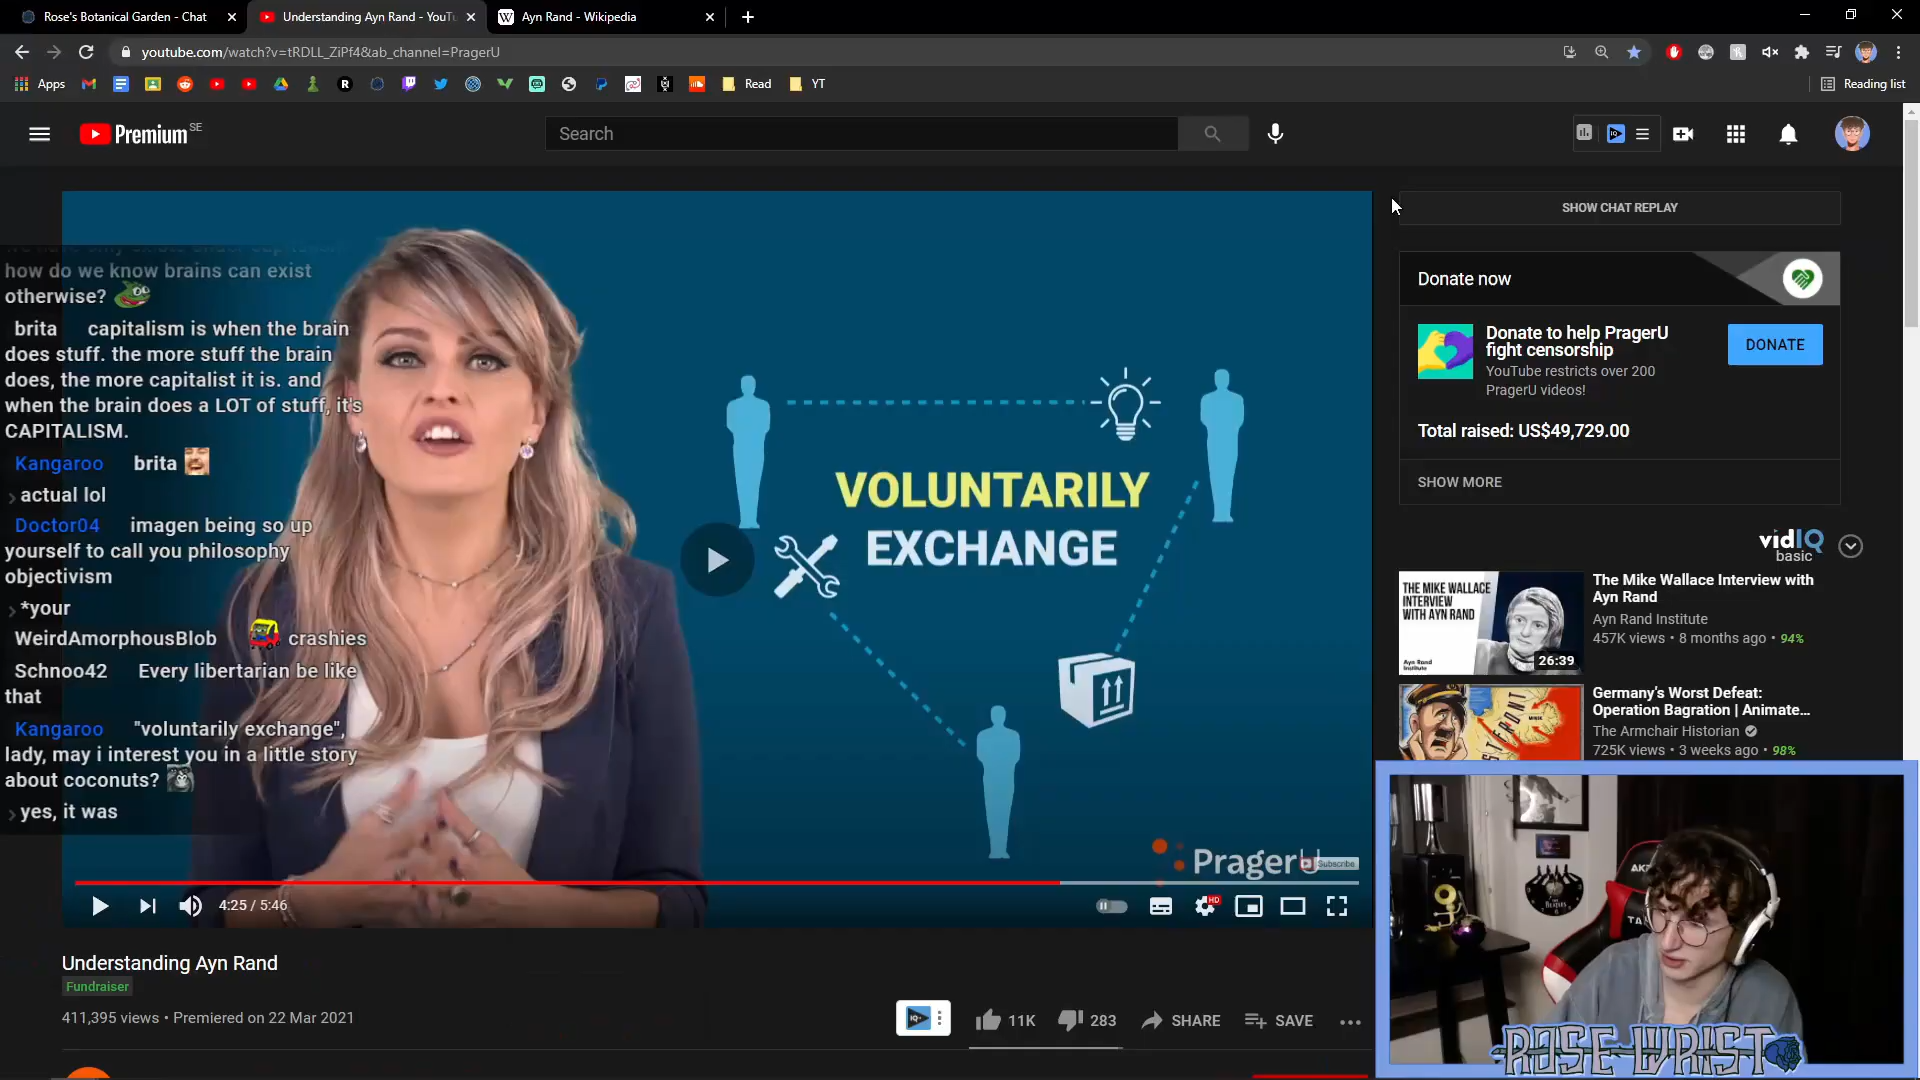 Rose's Botanical Garden - Chat
Understanding Ayn Rand - YouTu
Ayn Rand - Wikipedia
youtube.com/watch?v=tRDLL_ZiPf4&ab_channel=PragerU
Apps
Read
YT
Reading list
Premium SE
Search
SHOW CHAT REPLAY
Donate now
Donate to help PragerU
fight censorship
YouTube restricts over 200
PragerU videos!
DONATE
Total raised: US$49,729.00
SHOW MORE
vidIQ
basic
THE MIKE WALLACE
INTERVIEW
WITH AYN RAND
Ayn Rand
Institute
26:39
The Mike Wallace Interview with
Ayn Rand
Ayn Rand Institute
457K views • 8 months ago • 94%
Germany's Worst Defeat:
Operation Bagration | Animate...
The Armchair Historian
725K views • 3 weeks ago • 98%
how do we know brains can exist
otherwise?
brita capitalism is when the brain
does stuff. the more stuff the brain
does, the more capitalist it is. and
when the brain does a LOT of stuff, it's
CAPITALISM.
Kangaroo brita
actual lol
Doctor04 imagen being so up
yourself to call you philosophy
objectivism
*your
WeirdAmorphousBlob crashies
Schnoo42 Every libertarian be like
that
Kangaroo "voluntarily exchange",
lady, may i interest you in a little story
about coconuts?
yes, it was
VOLUNTARILY
EXCHANGE
PragerU
Subscribe
4:25 / 5:46
HD
Understanding Ayn Rand
Fundraiser
411,395 views • Premiered on 22 Mar 2021
11K
283
SHARE
SAVE
ROSE WRIST